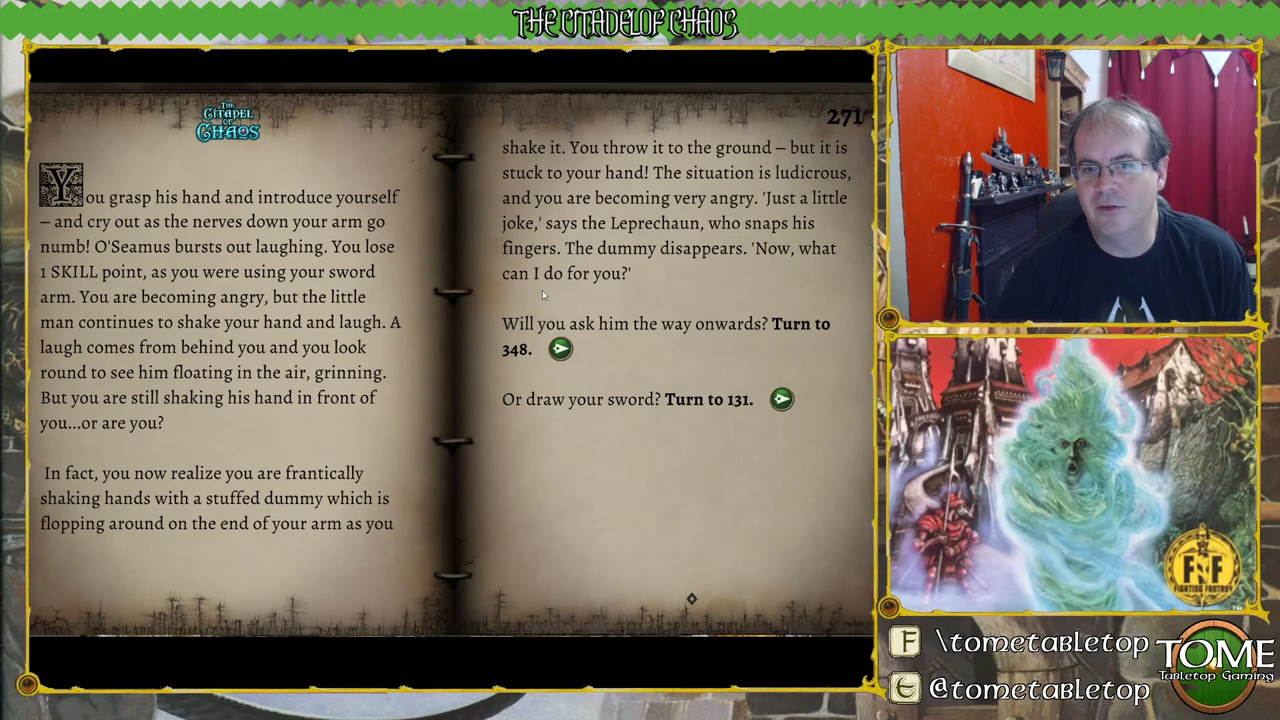 THE CITADEL OF CHAOS
THE
CITADEL
OF
CHAOS
You grasp his hand and introduce yourself
– and cry out as the nerves down your arm go
numb! O'Seamus bursts out laughing. You lose
1 SKILL point, as you were using your sword
arm. You are becoming angry, but the little
man continues to shake your hand and laugh. A
laugh comes from behind you and you look
round to see him floating in the air, grinning.
But you are still shaking his hand in front of
you...or are you?
In fact, you now realize you are frantically
shaking hands with a stuffed dummy which is
flopping around on the end of your arm as you
271
shake it. You throw it to the ground – but it is
stuck to your hand! The situation is ludicrous,
and you are becoming very angry. 'Just a little
joke,' says the Leprechaun, who snaps his
fingers. The dummy disappears. 'Now, what
can I do for you?'
Will you ask him the way onwards? Turn to
348.
Or draw your sword? Turn to 131.
FF
FIGHTING FANTASY
TM
F \tometabletop
@tometabletop
TOME
Tabletop Gaming